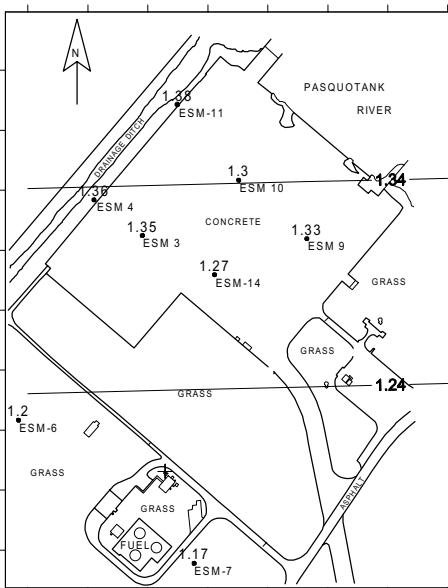 N
PASQUOTANK
RIVER
1.38
ESM-11
DRAINAGE DITCH
1.3
ESM 10
1.34
1.36
ESM 4
CONCRETE
1.35
ESM 3
1.33
ESM 9
1.27
ESM-14
GRASS
GRASS
1.24
GRASS
1.2
ESM-6
GRASS
GRASS
ASPHALT
FUEL
1.17
ESM-7